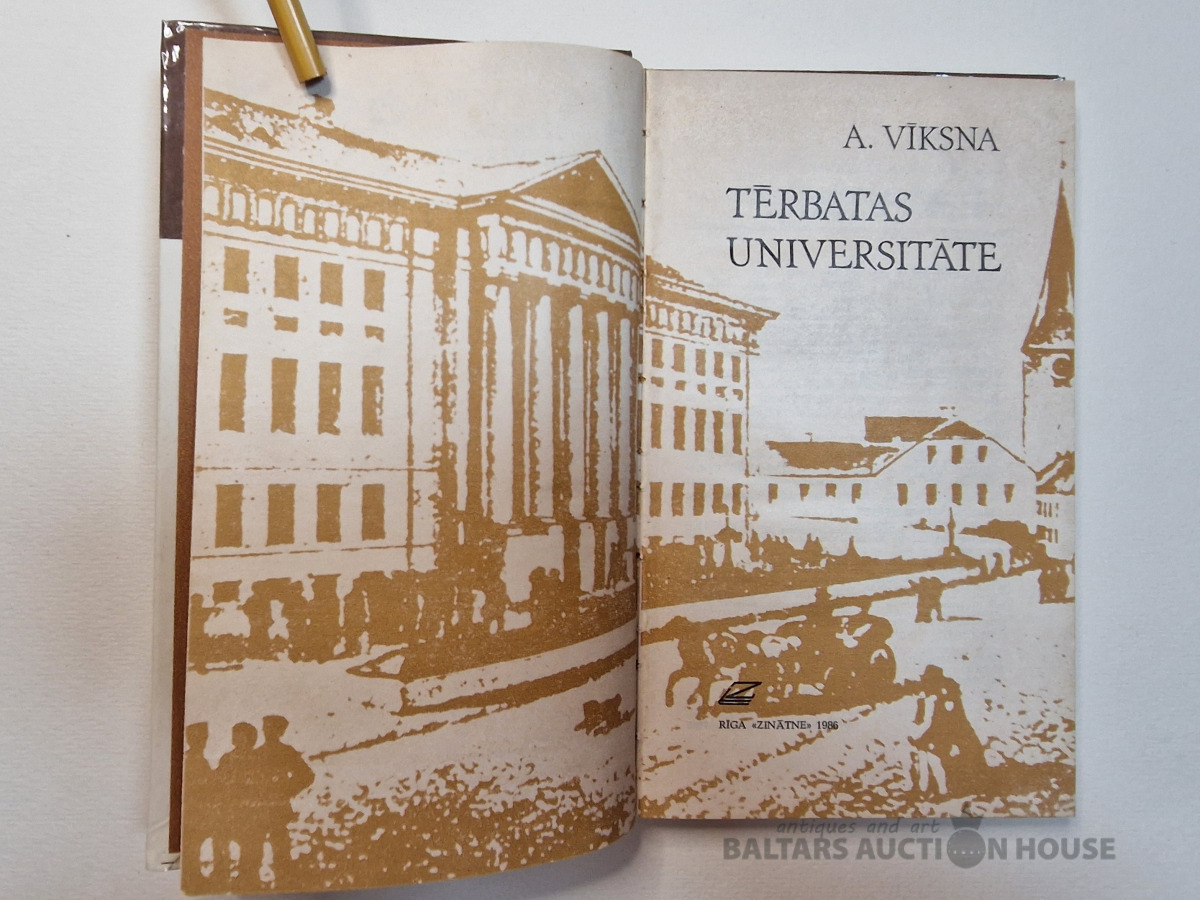 A. VĪKSNA
TĒRBATAS
UNIVERSITĀTE
Z
RĪGA «ZINĀTNE» 1986
antiques and art
BALTARS AUCTION HOUSE